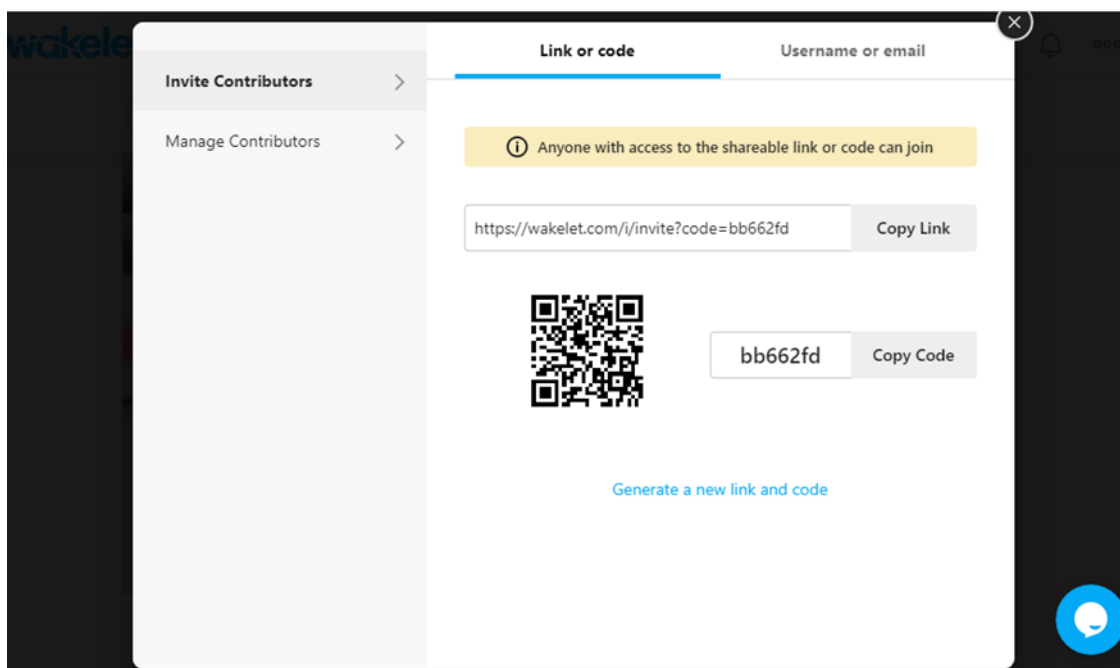 wakele
Link or code
Username or email
Invite Contributors
Manage Contributors
Anyone with access to the shareable link or code can join
https://wakelet.com/i/invite?code=bb662fd
Copy Link
bb662fd
Copy Code
Generate a new link and code